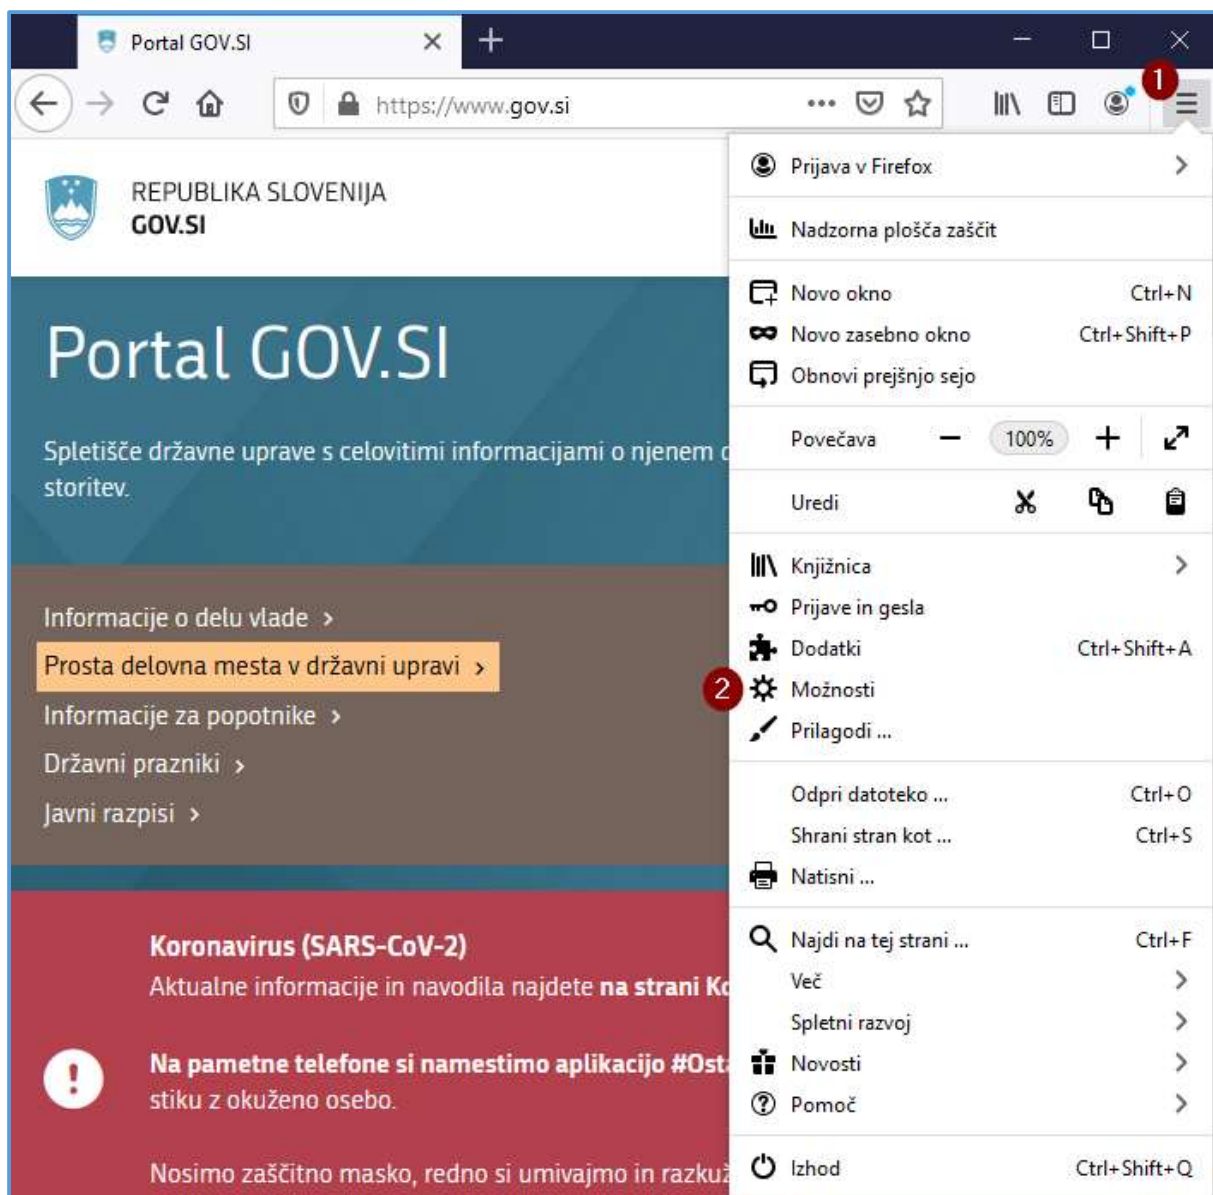 Portal GOV.SI
1
https://www.gov.si
REPUBLIKA SLOVENIJA
GOV.SI
Portal GOV.SI
Spletišče državne uprave s celovitimi informacijami o njenem
storitev.
Informacije o delu vlade
Prosta delovna mesta v državni upravi
Informacije za popotnike
Državni prazniki
Javni razpisi
Koronavirus (SARS-CoV-2)
Aktualne informacije in navodila najdete na strani
Na pametne telefone si namestimo aplikacijo #Osta
stiku z okuženo osebo.
Nosimo zaščitno masko, redno si umivajmo in razkuž
Prijava v Firefox
Nadzorna plošča zaščit
Novo okno Ctrl+N
Novo zasebno okno Ctrl+Shift+P
Obnovi prejšnjo sejo
Povečava 100%
Uredi
Knjižnica
Prijave in gesla
Dodatki Ctrl+Shift+A
2 Možnosti
Prilagodi ...
Odpri datoteko ... Ctrl+O
Shrani stran kot ... Ctrl+S
Natisni ...
Najdi na tej strani ... Ctrl+F
Več
Spletni razvoj
Novosti
Pomoč
Izhod Ctrl+Shift+Q